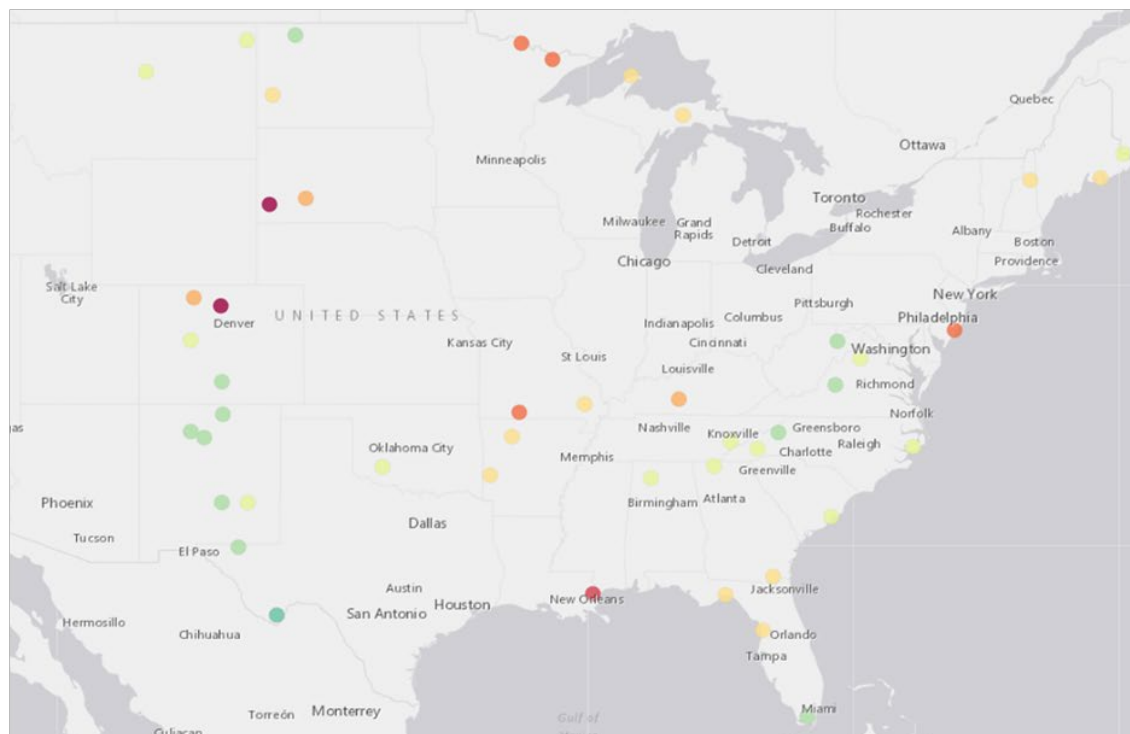 Quebec
Ottawa
Minneapolis
Toronto
Rochester
Milwaukee
Grand
Rapids
Buffalo
Albany
Detroit
Boston
Chicago
Cleveland
Providence
Salt Lake
City
New York
Pittsburgh
Denver
UNITED STATES
Indianapolis
Columbus
Philadelphia
Kansas City
Cincinnati
Washington
St Louis
Louisville
Richmond
Norfolk
as
Nashville
Knoxville
Greensboro
Oklahoma City
Charlotte
Raleigh
Memphis
Greenville
Phoenix
Birmingham
Atlanta
Dallas
Tucson
El Paso
Austin
Jacksonville
New Orleans
Houston
San Antonio
Hermosillo
Chihuahua
Orlando
Tampa
Miami
Torreón
Monterrey
Gulf of